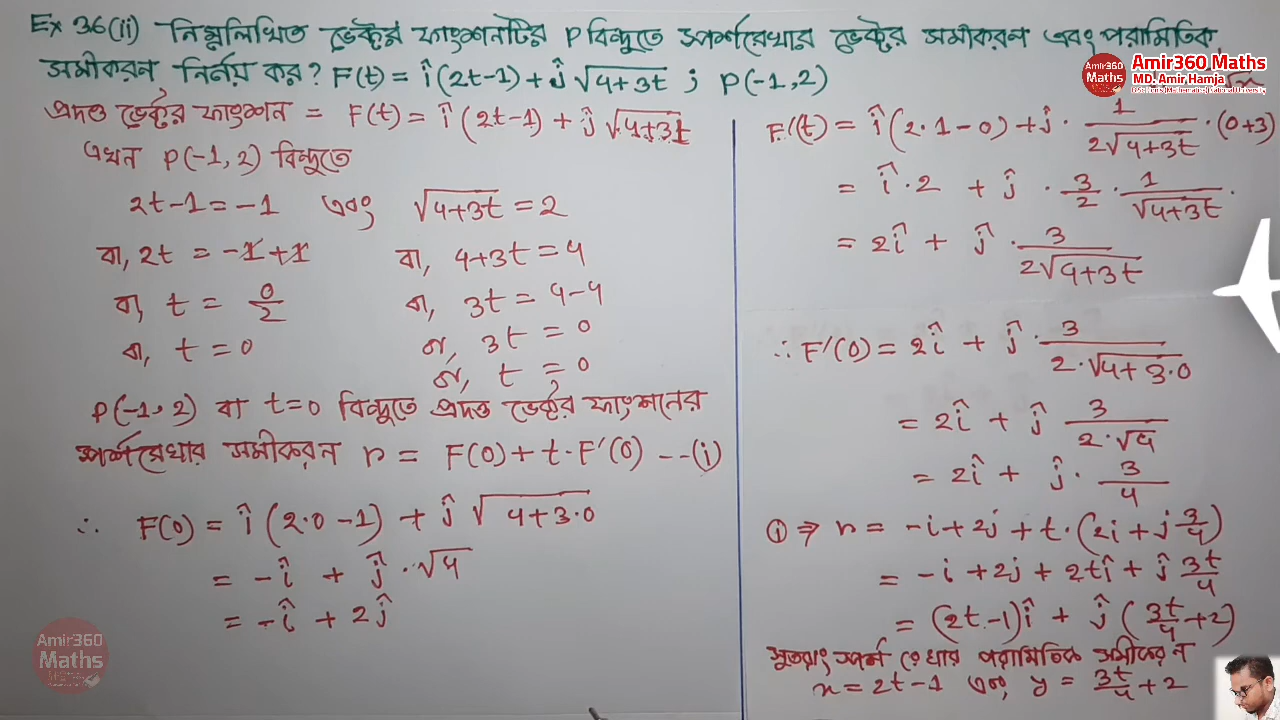 Ex 36(ii) নিম্নলিখিত ভেক্টর ফাংশনটির P বিন্দুতে স্পর্শরেখার ভেক্টর সমীকরণ এবং পরামিতিক
সমীকরণ নির্নয় কর? F(t) = î(2t-1) + ĵ √(4+3t) ; P(-1, 2)
Amir360 Maths
MD. Amir Hamja
Amir360
Maths
প্রদত্ত ভেক্টর ফাংশন = F(t) = î(2t-1) + ĵ √(4+3t)
এখন P(-1, 2) বিন্দুতে
2t-1 = -1 এবং √(4+3t) = 2
বা, 2t = -1+1 বা, 4+3t = 4
বা, t = 0/2 বা, 3t = 4-4
বা, t = 0 বা, 3t = 0
বা, t = 0
P(-1, 2) বা t=0 বিন্দুতে প্রদত্ত ভেক্টর ফাংশনের
স্পর্শরেখার সমীকরন r = F(0) + t·F'(0) ---(i)
∴ F(0) = î(2·0-1) + ĵ √(4+3·0)
= -î + ĵ·√4
= -î + 2ĵ
F'(t) = î(2·1-0) + ĵ · 1/(2√(4+3t)) · (0+3)
= î·2 + ĵ · 3/2 · 1/√(4+3t) ·
= 2î + ĵ · 3/(2√(4+3t))
∴ F'(0) = 2î + ĵ · 3/(2·√(4+3·0))
= 2î + ĵ 3/(2·√4)
= 2î + ĵ · 3/4
(i) ⇒ r = -i+2j + t·(2i + j 3/4)
= -i+2j + 2tî + ĵ 3t/4
= (2t-1)î + ĵ (3t/4 + 2)
সুতরাং স্পর্শ রেখার পরামিতিক সমীকরন
x = 2t-1 এবং y = 3t/4 + 2
Amir360
Maths